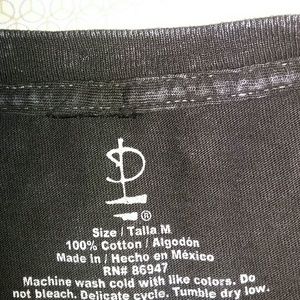 ®
Size / Talla M
100% Cotton / Algodón
Made in / Hecho en México
RN# 86947
Machine wash cold with like colors. Do
not bleach. Delicate cycle. Tumble dry low.